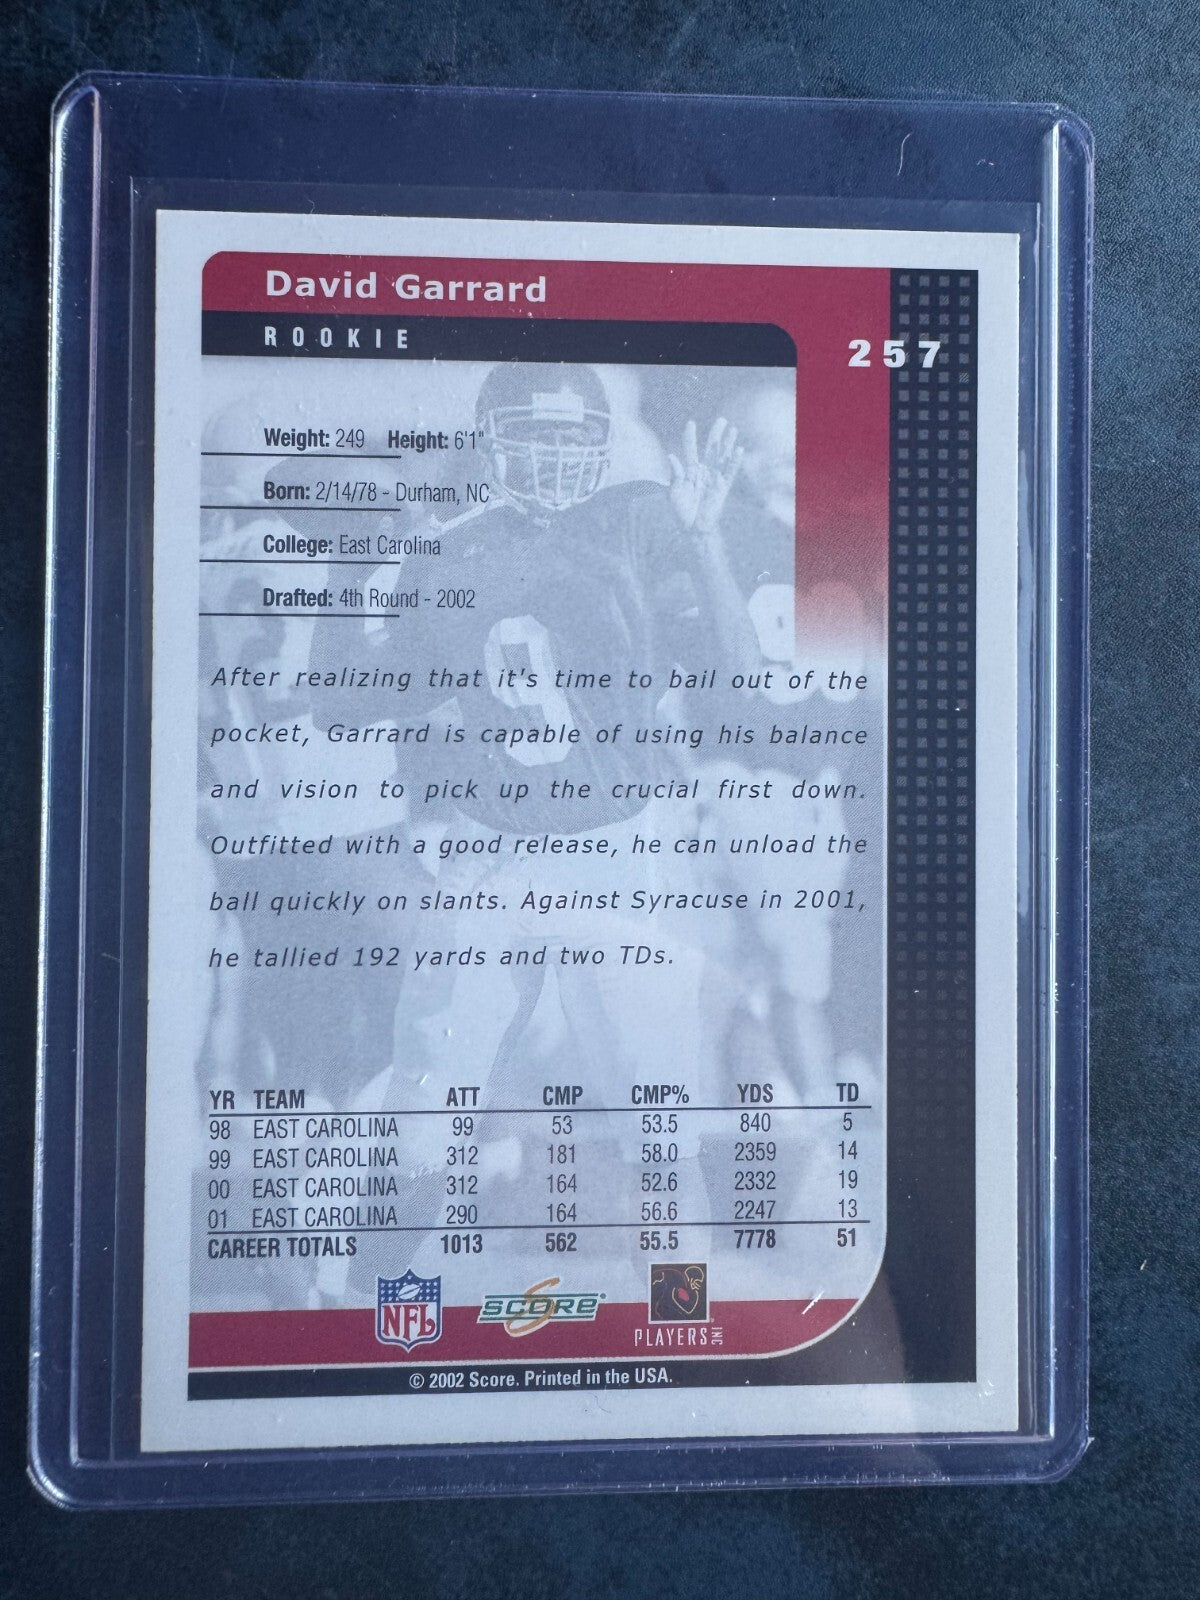 David Garrard
ROOKIE
257
Weight: 249 Height: 6'1"
Born: 2/14/78 - Durham, NC
College: East Carolina
Drafted: 4th Round - 2002
9
After realizing that it's time to bail out of the
pocket, Garrard is capable of using his balance
and vision to pick up the crucial first down.
Outfitted with a good release, he can unload the
ball quickly on slants. Against Syracuse in 2001,
he tallied 192 yards and two TDs.
YR TEAM ATT CMP CMP% YDS TD
98 EAST CAROLINA 99 53 53.5 840 5
99 EAST CAROLINA 312 181 58.0 2359 14
00 EAST CAROLINA 312 164 52.6 2332 19
01 EAST CAROLINA 290 164 56.6 2247 13
CAREER TOTALS 1013 562 55.5 7778 51
NFL SCORE PLAYERS INC
© 2002 Score. Printed in the USA.